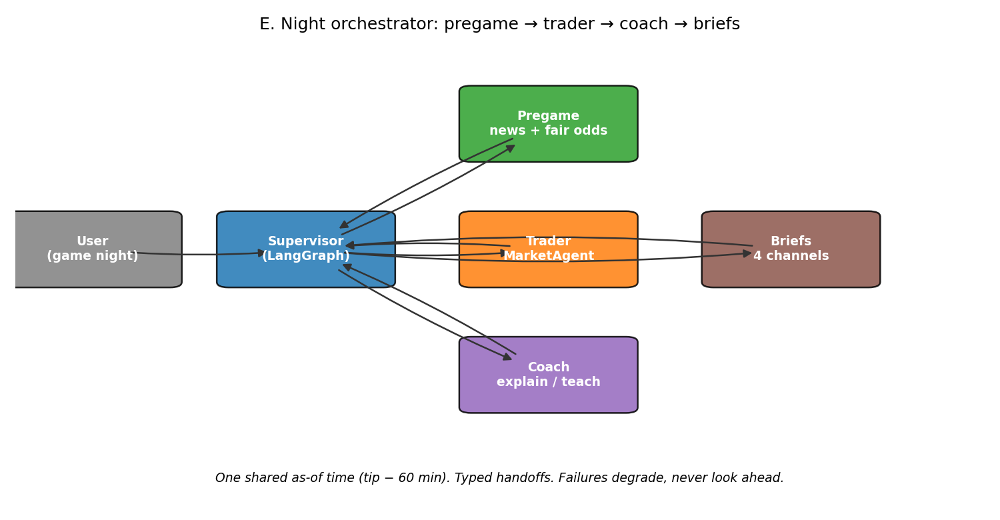 E. Night orchestrator: pregame → trader → coach → briefs
Pregame
news + fair odds
User
(game night)
Supervisor
(LangGraph)
Trader
MarketAgent
Briefs
4 channels
Coach
explain / teach
One shared as-of time (tip − 60 min). Typed handoffs. Failures degrade, never look ahead.